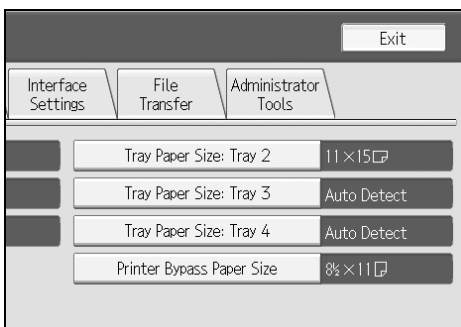 Exit
Interface Settings
File Transfer
Administrator Tools
Tray Paper Size: Tray 2 11×15
Tray Paper Size: Tray 3 Auto Detect
Tray Paper Size: Tray 4 Auto Detect
Printer Bypass Paper Size 8½×11